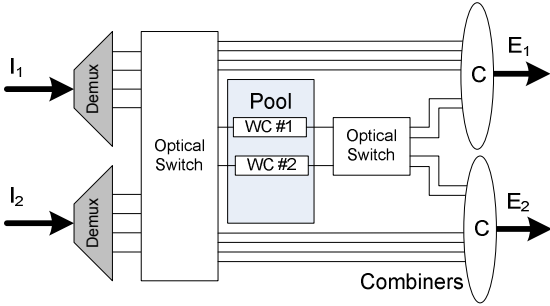 I1
Demux
Optical
Switch
Pool
WC #1
WC #2
Optical
Switch
C
E1
I2
Demux
C
E2
Combiners